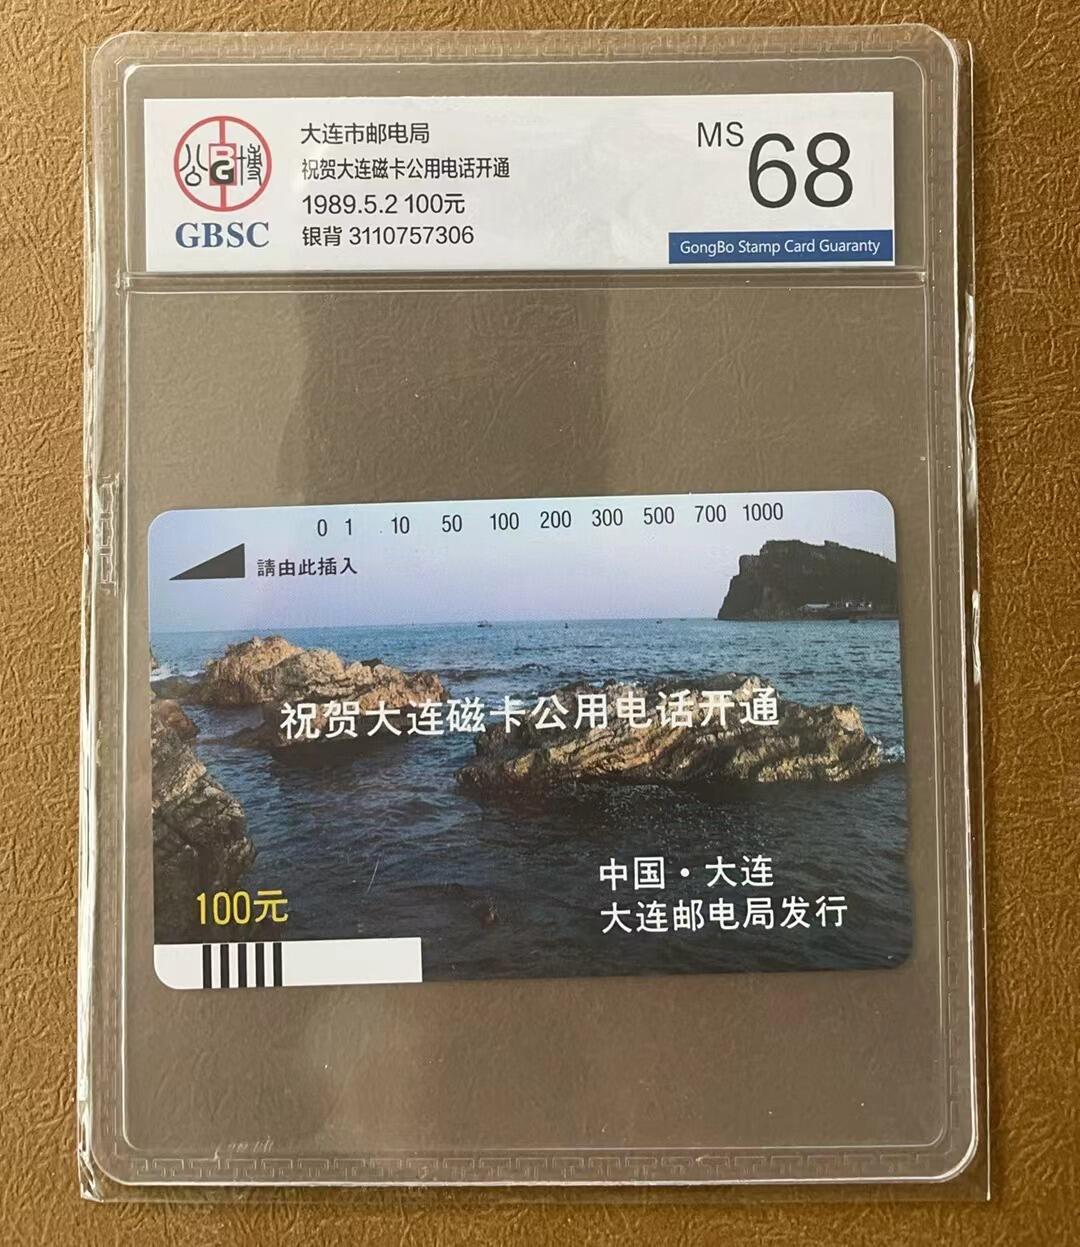 公博
BG
GBSC
大连市邮电局
祝贺大连磁卡公用电话开通
1989.5.2 100元
银背 3110757306
MS 68
GongBo Stamp Card Guaranty
0 1 10 50 100 200 300 500 700 1000
請由此插入
祝贺大连磁卡公用电话开通
中国·大连
大连邮电局发行
100元